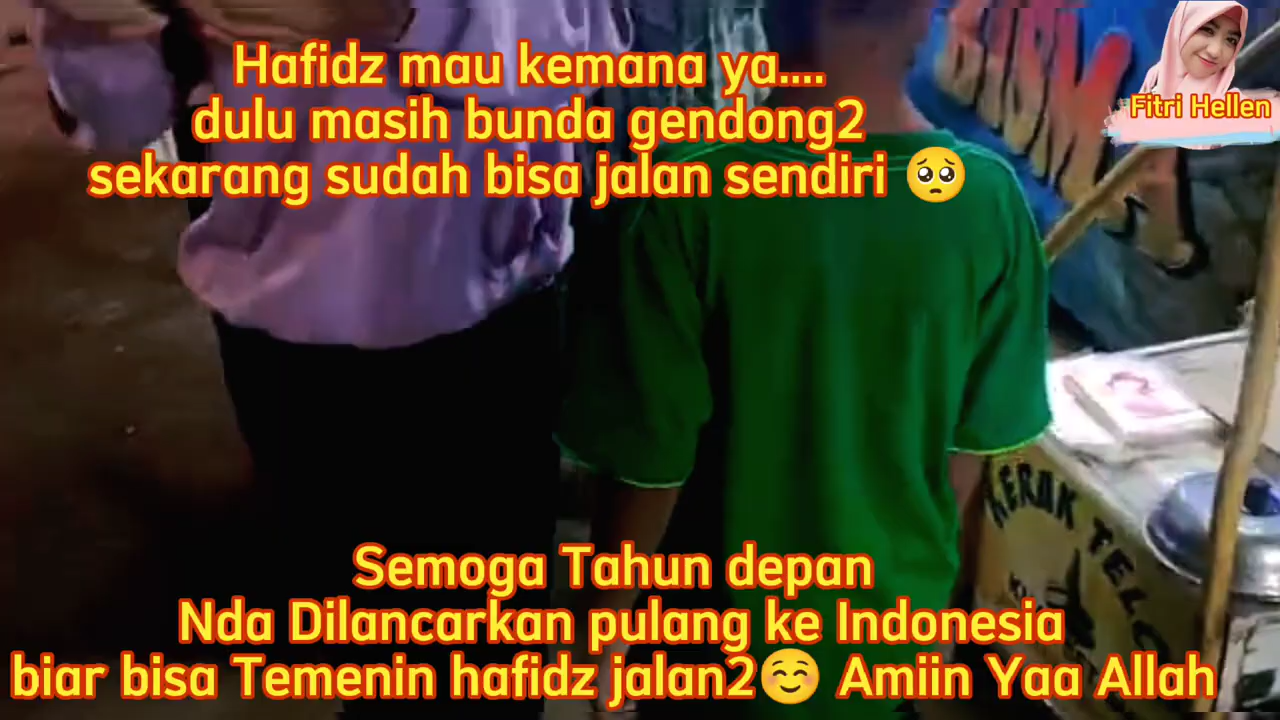 Hafidz mau kemana ya....
dulu masih bunda gendong2
sekarang sudah bisa jalan sendiri 🥺
Fitri Hellen
KERAK TELO
Semoga Tahun depan
Nda Dilancarkan pulang ke Indonesia
biar bisa Temenin hafidz jalan2☺️ Amiin Yaa Allah